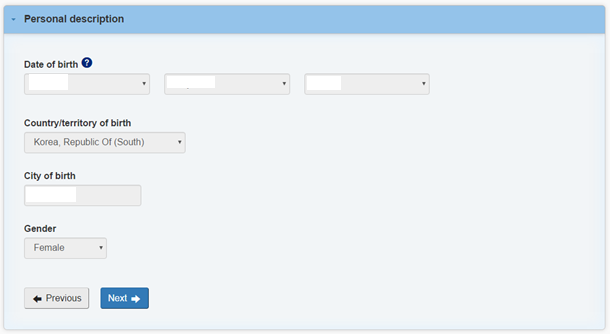 Personal description
Date of birth ?
Country/territory of birth
Korea, Republic Of (South)
City of birth
Gender
Female
Previous Next